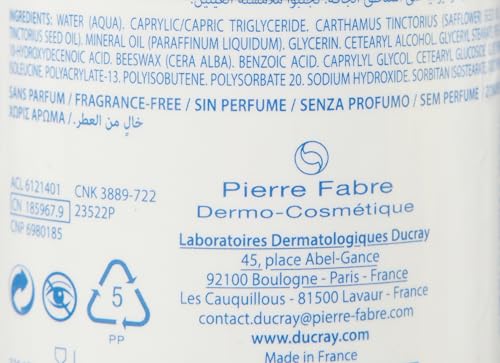 INGREDIENTS: WATER (AQUA). CAPRYLIC/CAPRIC TRIGLYCERIDE. CARTHAMUS TINCTORIUS (SAFFLOWER)
TINCTORIUS SEED OIL). MINERAL OIL (PARAFFINUM LIQUIDUM). GLYCERIN. CETEARYL ALCOHOL. GLYCERYL
10-HYDROXYDECENOIC ACID. BEESWAX (CERA ALBA). BENZOIC ACID. CAPRYLYL GLYCOL. CETEARYL GLUCOSIDE
ISOLEUCINE. POLYACRYLATE-13. POLYISOBUTENE. POLYSORBATE 20. SODIUM HYDROXIDE. SORBITAN
SANS PARFUM / FRAGRANCE-FREE / SIN PERFUME / SENZA PROFUMO / SEM PERFUME /
ΧΩΡΙΣ ΑΡΩΜΑ / خالٍ من العطر.
ACL 6121401
CNK 3889-722
ICN 185967.9
23522P
CNP 6980185
5
PP
Pierre Fabre
Dermo-Cosmétique
Laboratoires Dermatologiques Ducray
45, place Abel-Gance
92100 Boulogne - Paris - France
Les Cauquillous - 81500 Lavaur - France
contact.ducray@pierre-fabre.com
www.ducray.com
Made in France